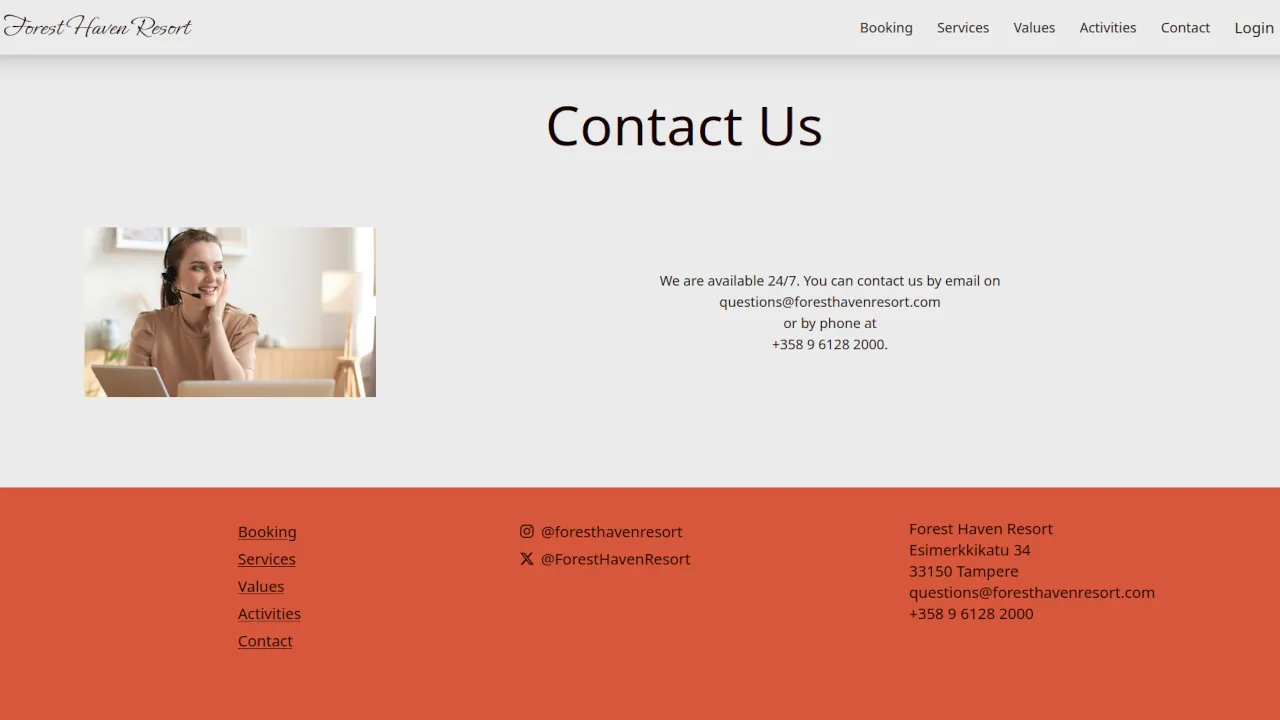 Forest Haven Resort
Booking Services Values Activities Contact Login
Contact Us
We are available 24/7. You can contact us by email on
questions@foresthavenresort.com
or by phone at
+358 9 6128 2000.
Booking
Services
Values
Activities
Contact
@foresthavenresort
@ForestHavenResort
Forest Haven Resort
Esimerkkikatu 34
33150 Tampere
questions@foresthavenresort.com
+358 9 6128 2000